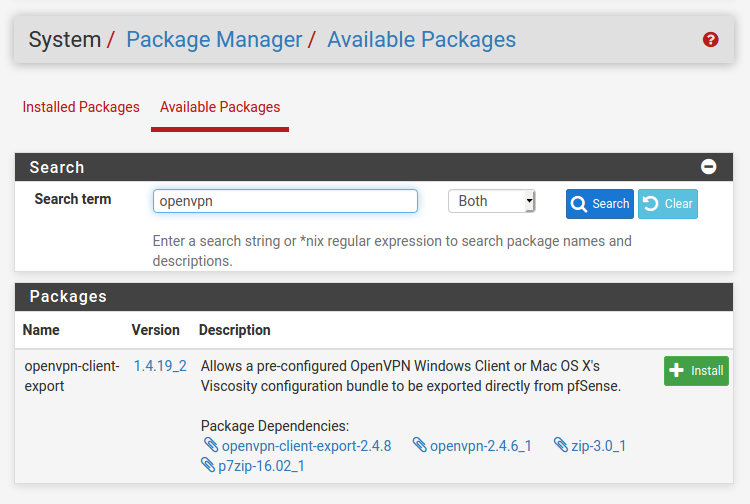 System / Package Manager / Available Packages
Installed Packages Available Packages
Search
Search term openvpn Both Search Clear
Enter a search string or *nix regular expression to search package names and
descriptions.
Packages
Name Version Description
openvpn-client-export 1.4.19_2 Allows a pre-configured OpenVPN Windows Client or Mac OS X's Install
Viscosity configuration bundle to be exported directly from pfSense.
Package Dependencies:
openvpn-client-export-2.4.8 openvpn-2.4.6_1 zip-3.0_1
p7zip-16.02_1